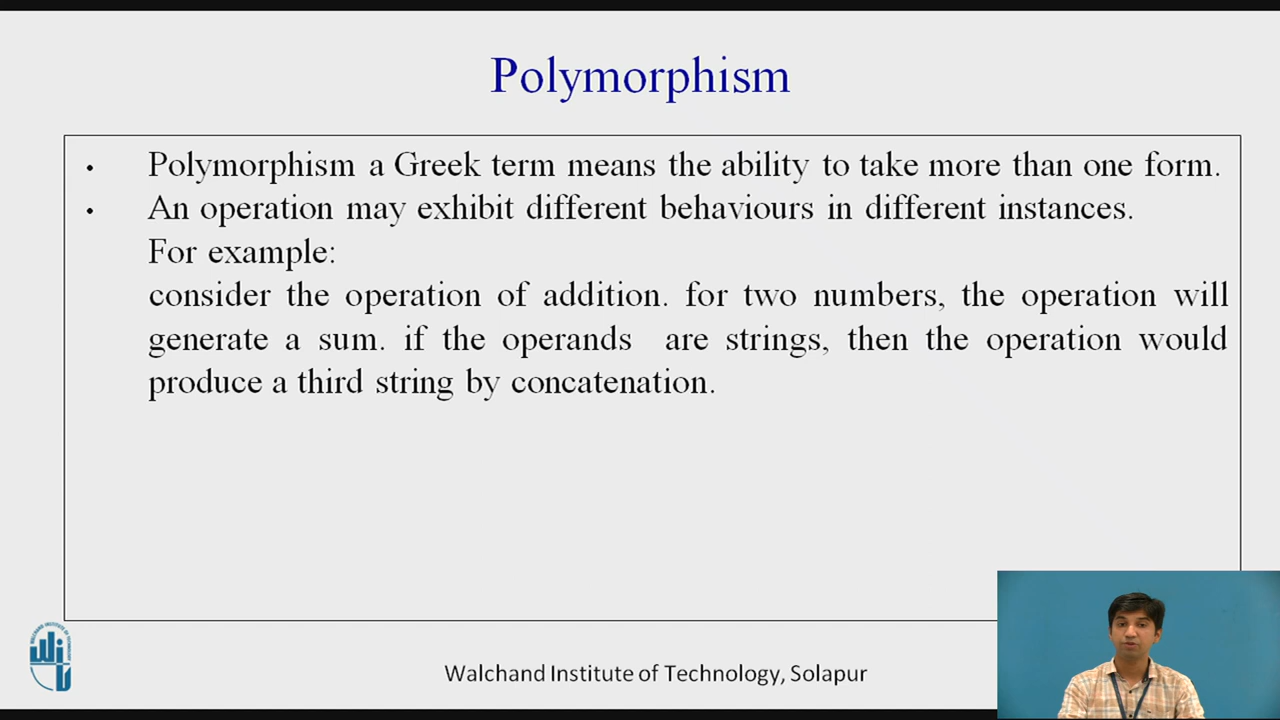 Polymorphism
• Polymorphism a Greek term means the ability to take more than one form.
• An operation may exhibit different behaviours in different instances.
For example:
consider the operation of addition. for two numbers, the operation will
generate a sum. if the operands are strings, then the operation would
produce a third string by concatenation.
Walchand Institute of Technology, Solapur